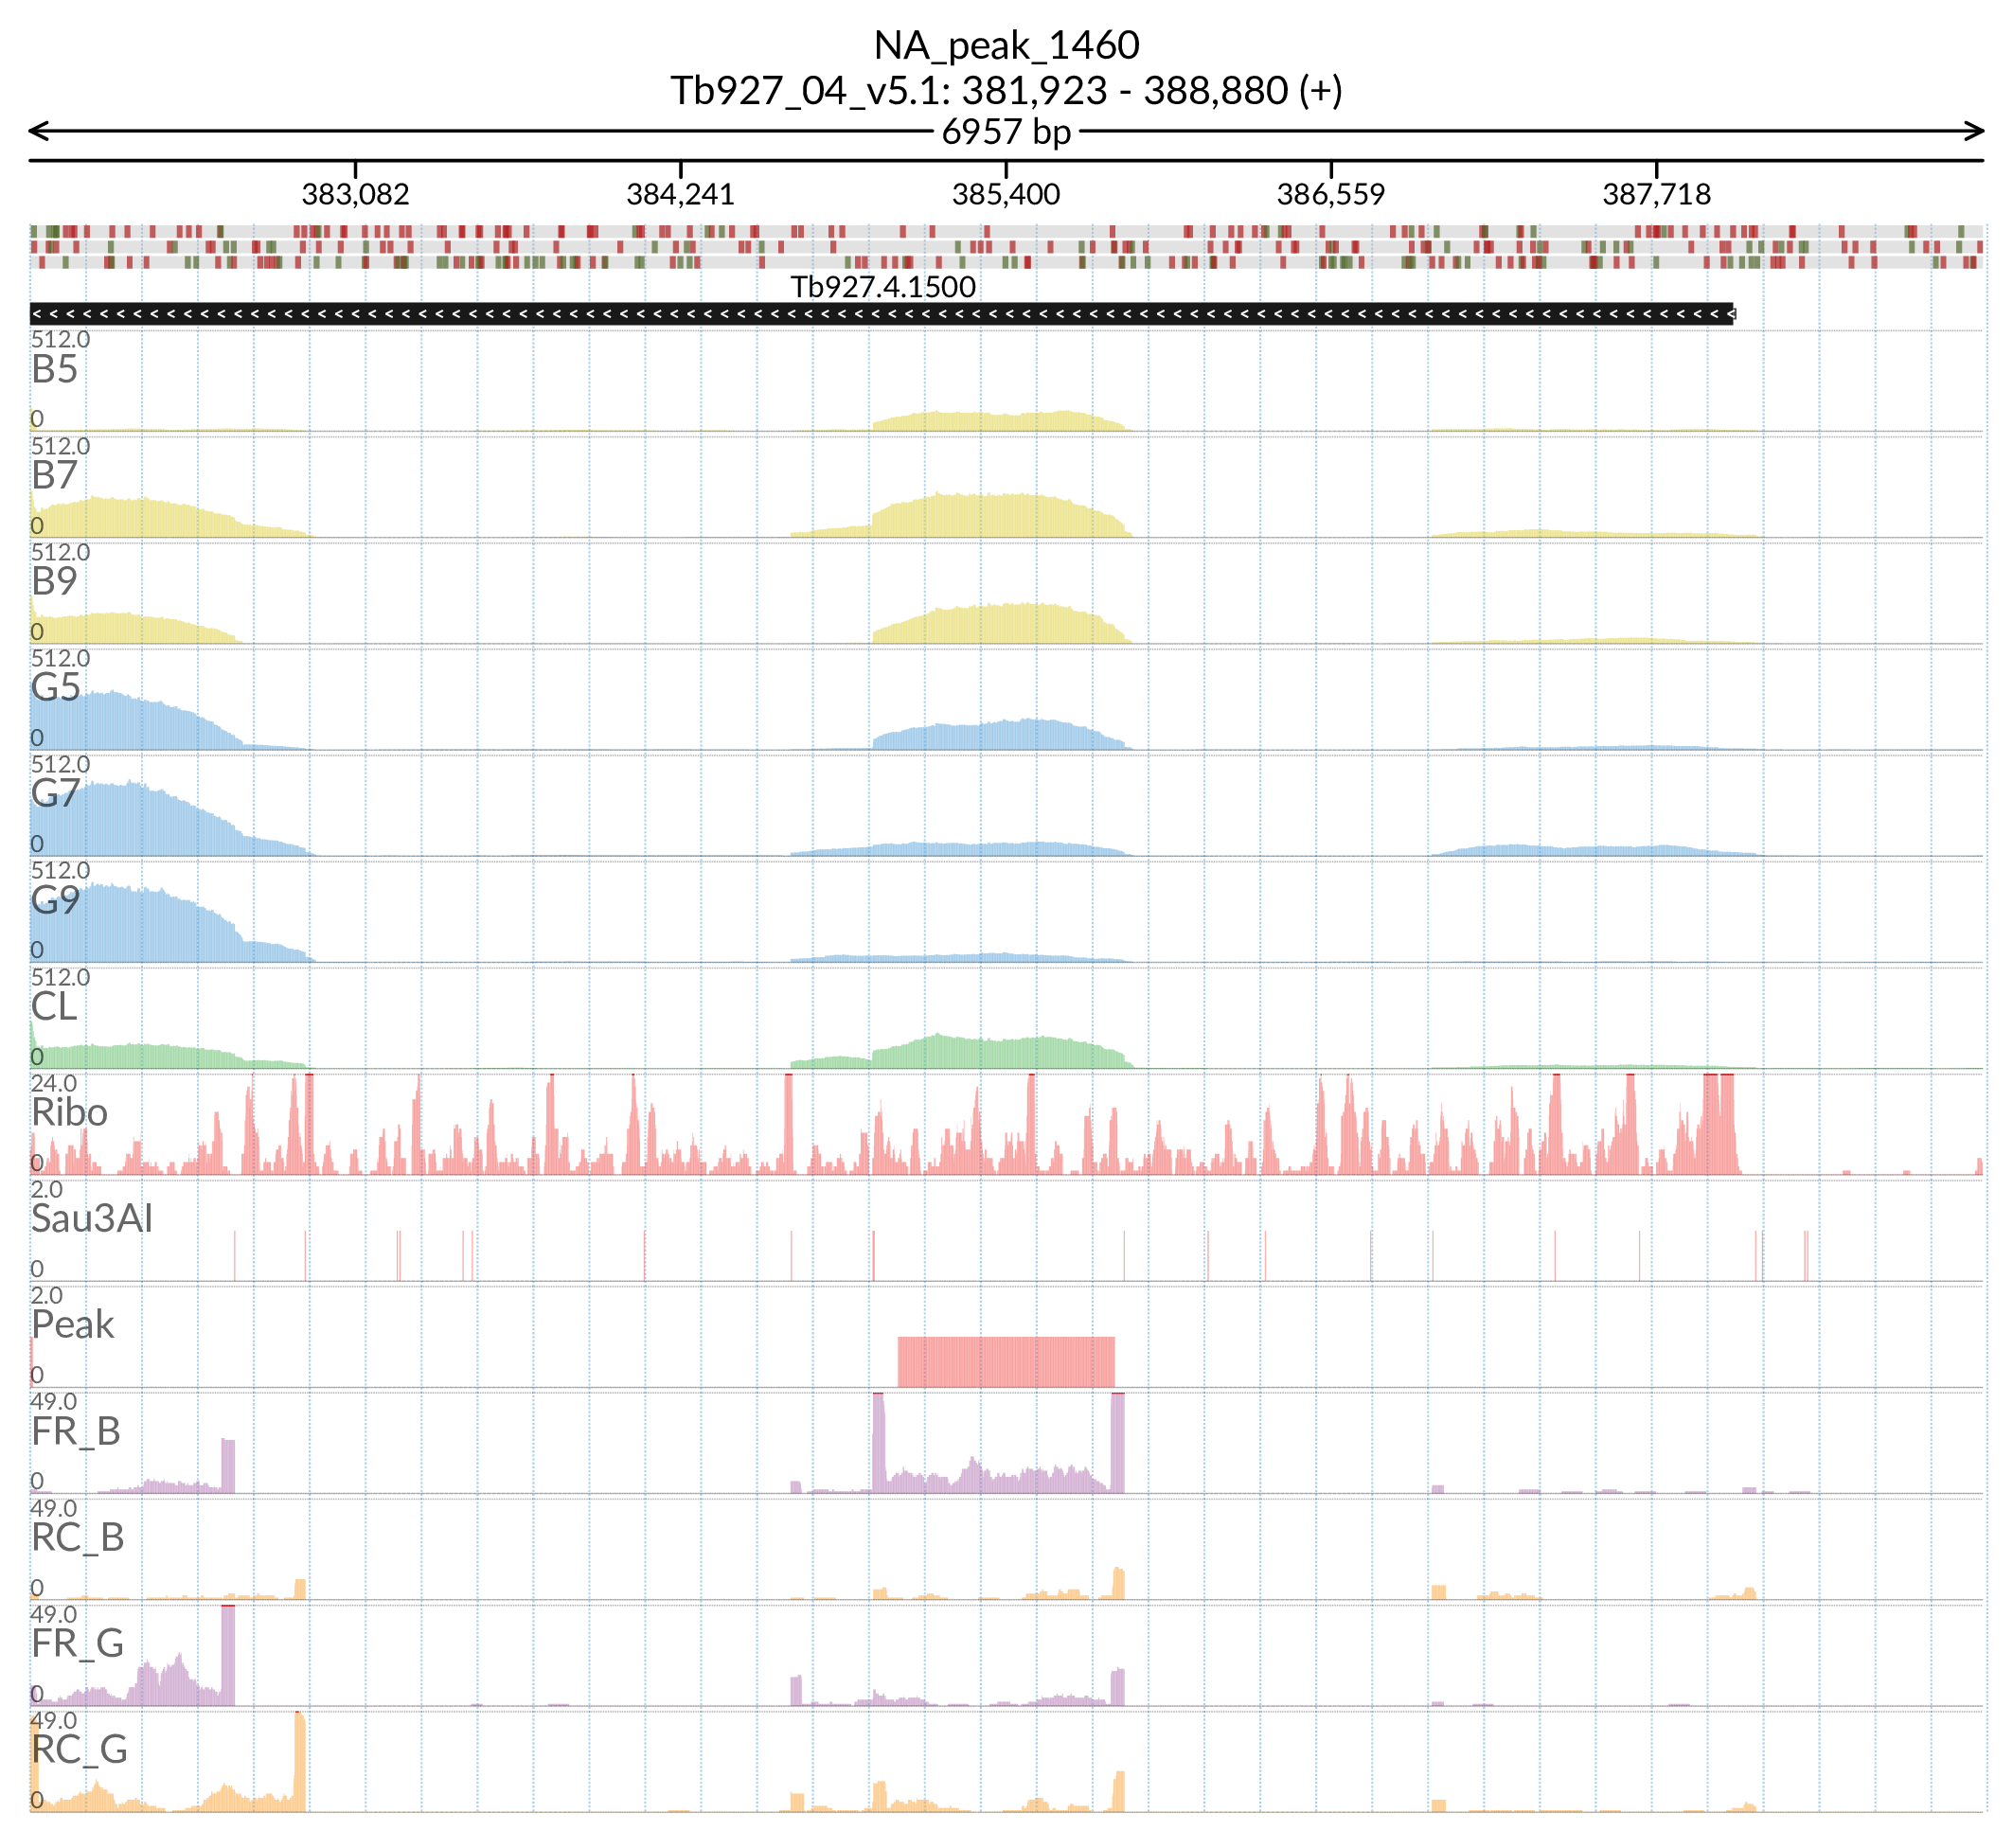 NA_peak_1460
Tb927_04_v5.1: 381,923 - 388,880 (+)
6957 bp
383,082 384,241 385,400 386,559 387,718
Tb927.4.1500
512.0
B5
0
512.0
B7
0
512.0
B9
0
512.0
G5
0
512.0
G7
0
512.0
G9
0
512.0
CL
0
24.0
Ribo
0
2.0
Sau3AI
0
2.0
Peak
0
49.0
FR_B
0
49.0
RC_B
0
49.0
FR_G
0
49.0
RC_G
0